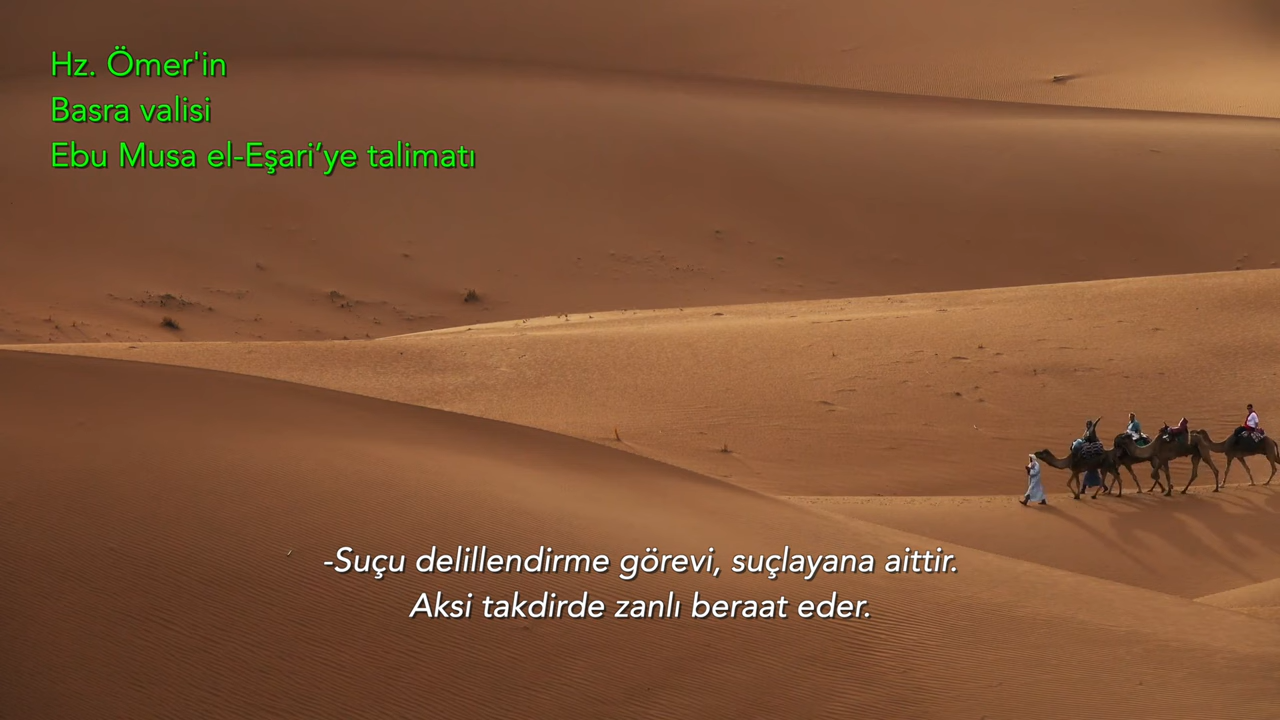 Hz. Ömer'in
Basra valisi
Ebu Musa el-Eşari’ye talimatı
-Suçu delillendirme görevi, suçlayana aittir.
Aksi takdirde zanlı beraat eder.